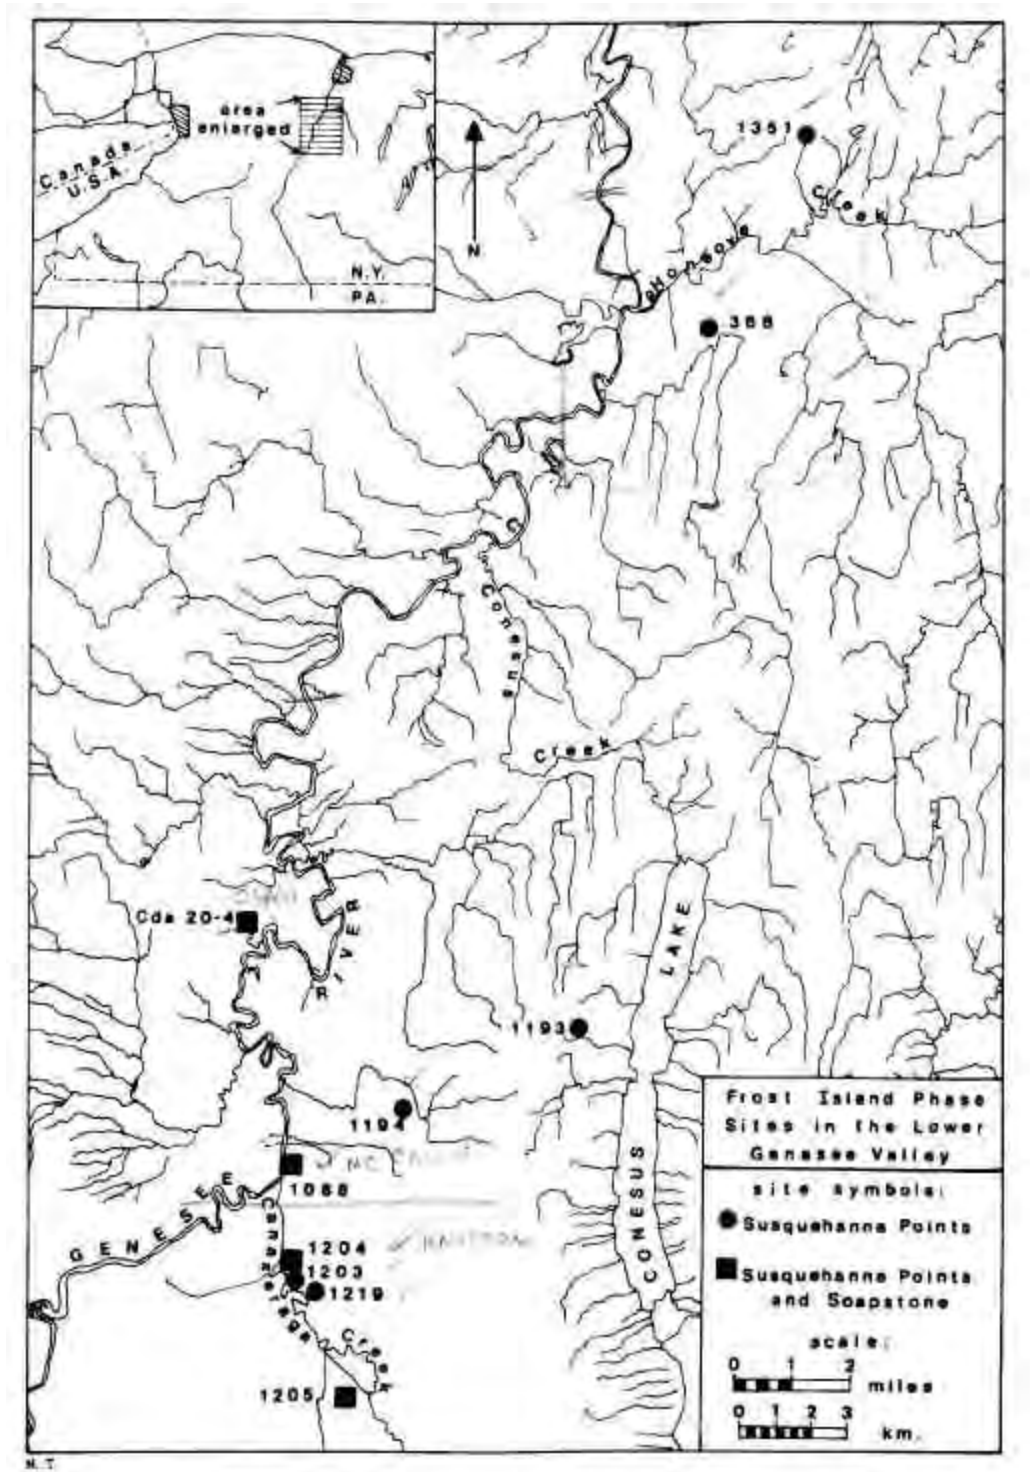 area
enlarged
Canada
U.S.A.
N.Y.
PA.
N
1351
Honeoye
Creek
388
Conesus
Creek
Cda 20-4
RIVER
LAKE
1193
1194
1088
GENESEE
Canaseraga
1204
1203
1219
Creek
1205
CONESUS
Frost Island Phase
Sites in the Lower
Genesee Valley
site symbols:
Susquehanna Points
Susquehanna Points
and Soapstone
scale:
0 1 2
miles
0 1 2 3
km.
N.T.